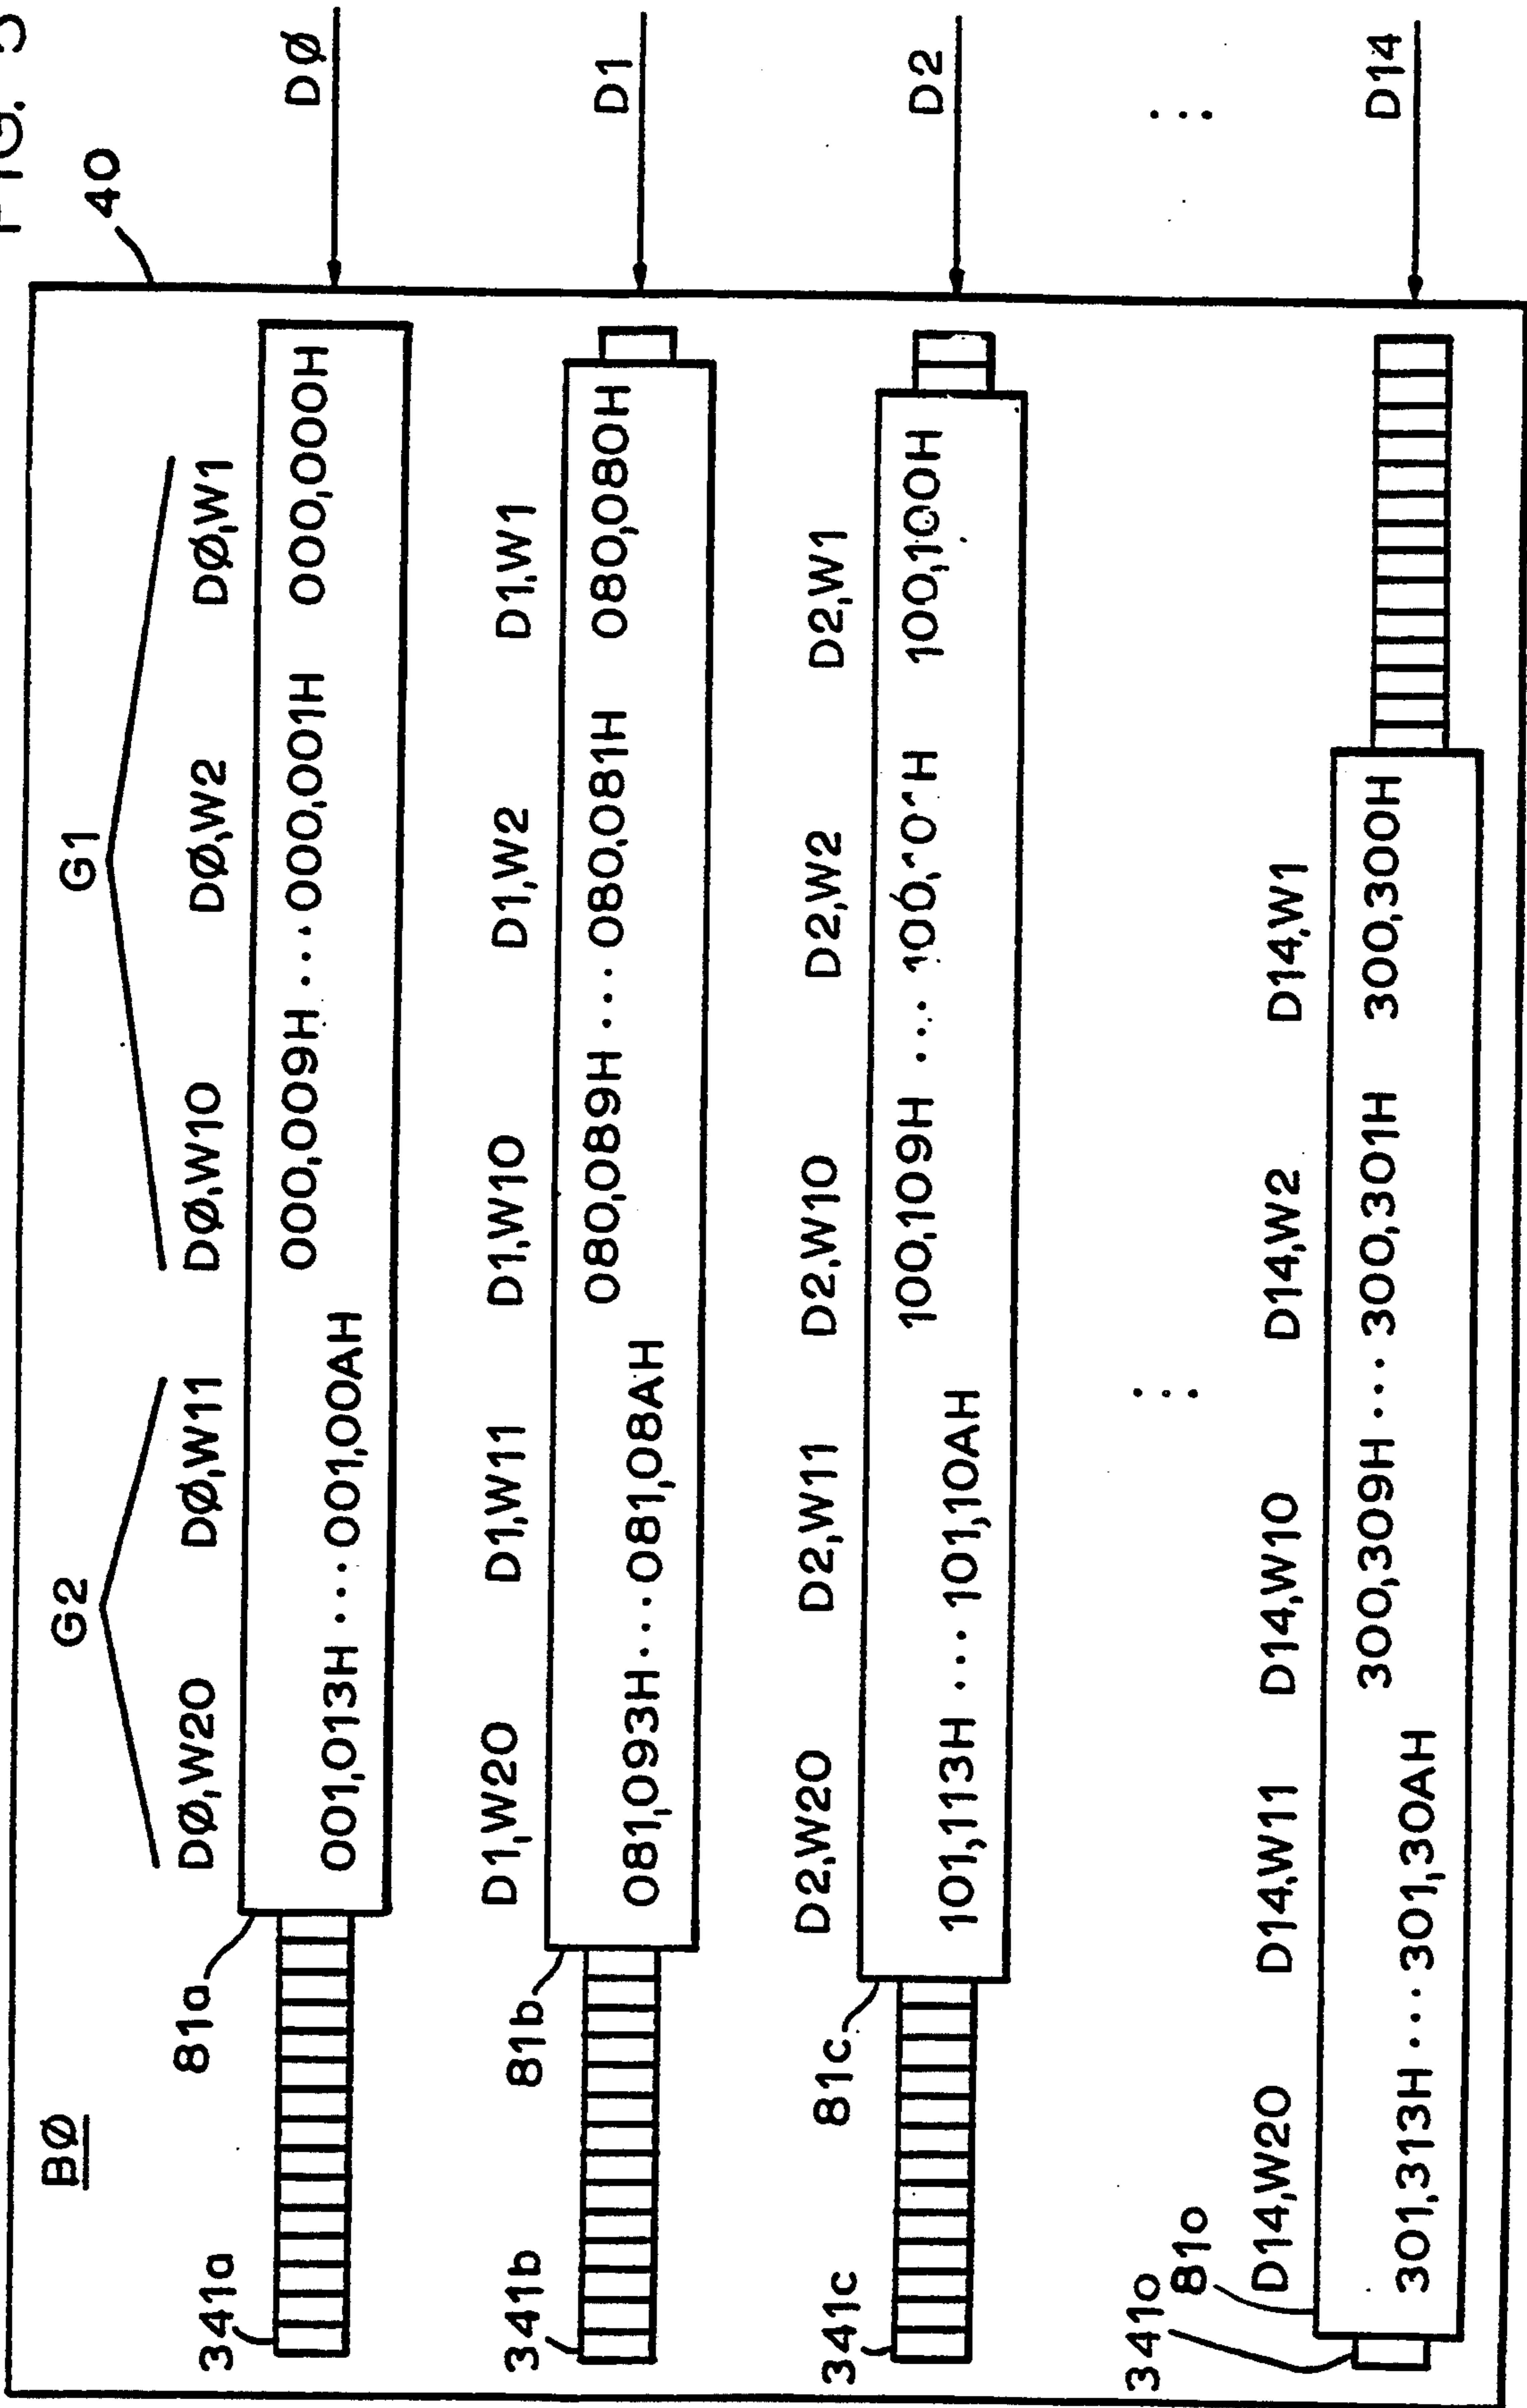 FIG.
40
BØ
G2 G1
DØ,W20 DØ,W11 DØ,W10 DØ,W2 DØ,W1 DØ
341a 81a 001,013H ... 001,00AH 000,009H ... 000,001H 000,000H
D1,W20 D1,W11 D1,W10 D1,W2 D1,W1 D1
341b 81b 081,093H ... 081,08AH 080,089H ... 080,081H 080,080H
D2,W20 D2,W11 D2,W10 D2,W2 D2,W1 D2
341c 81c 101,113H ... 101,10AH 100,109H ... 100,100H
... ...
341o 81o
D14,W20 D14,W11 D14,W10 D14,W2 D14,W1 D14
301,313H ... 301,30AH 300,309H ... 300,301H 300,300H